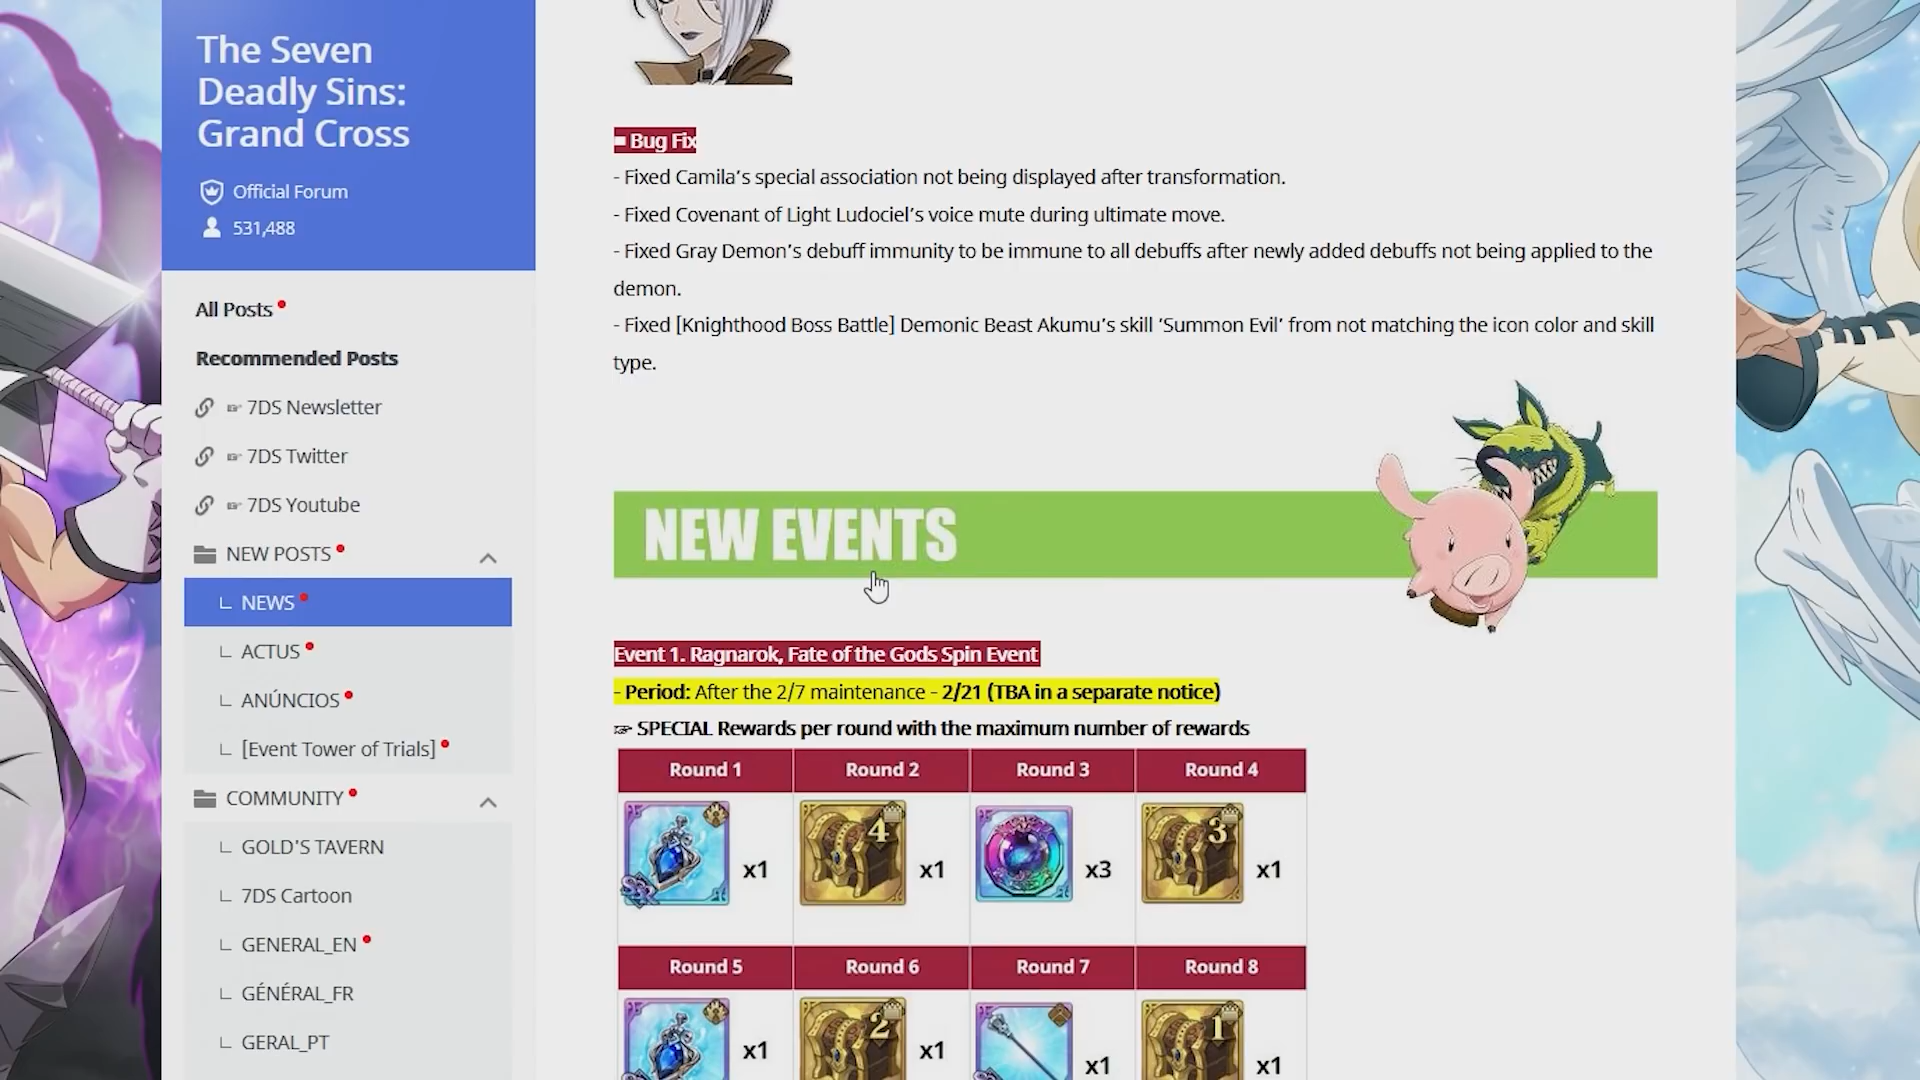 The Seven
Deadly Sins:
Grand Cross
Official Forum
531,488
All Posts
Recommended Posts
☞ 7DS Newsletter
☞ 7DS Twitter
☞ 7DS Youtube
NEW POSTS
NEWS
ACTUS
ANÚNCIOS
[Event Tower of Trials]
COMMUNITY
GOLD'S TAVERN
7DS Cartoon
GENERAL_EN
GÉNÉRAL_FR
GERAL_PT
■ Bug Fix
- Fixed Camila's special association not being displayed after transformation.
- Fixed Covenant of Light Ludociel's voice mute during ultimate move.
- Fixed Gray Demon's debuff immunity to be immune to all debuffs after newly added debuffs not being applied to the
demon.
- Fixed [Knighthood Boss Battle] Demonic Beast Akumu's skill ‘Summon Evil’ from not matching the icon color and skill
type.
NEW EVENTS
Event 1. Ragnarok, Fate of the Gods Spin Event
- Period: After the 2/7 maintenance - 2/21 (TBA in a separate notice)
☞ SPECIAL Rewards per round with the maximum number of rewards
Round 1 Round 2 Round 3 Round 4
x1 4 x1 x3 3 x1
Round 5 Round 6 Round 7 Round 8
x1 2 x1 x1 1 x1